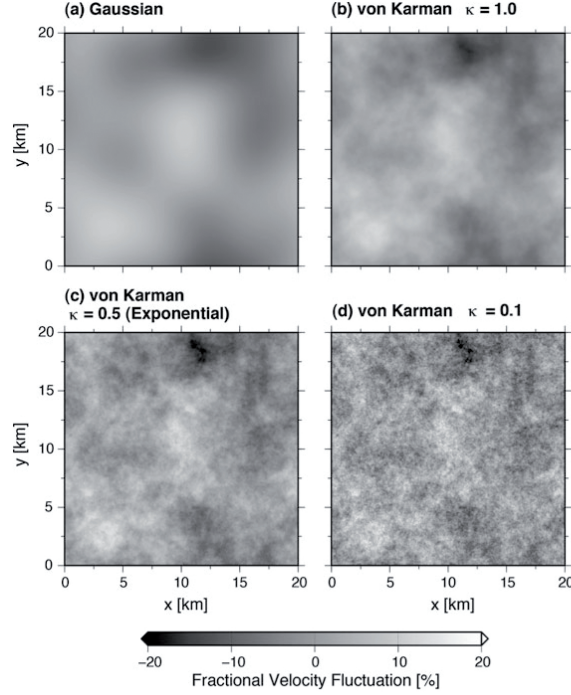 (a) Gaussian
(b) von Karman κ = 1.0
20
15
10
5
0
y [km]
(c) von Karman
κ = 0.5 (Exponential)
(d) von Karman κ = 0.1
20
15
10
5
0
y [km]
0 5 10 15 20
0 5 10 15 20
x [km]
x [km]
−20 −10 0 10 20
Fractional Velocity Fluctuation [%]